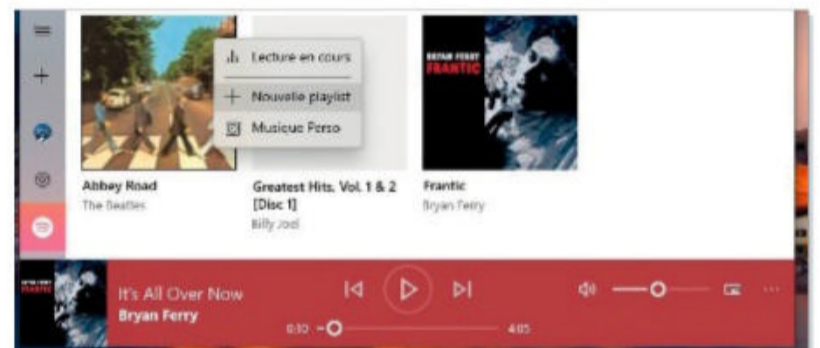 Lecture en cours
Nouvelle playlist
Musique Perso
BRYAN FERRY
FRANTIC
Abbey Road
The Beatles
Greatest Hits, Vol. 1 & 2
[Disc 1]
Billy Joel
Frantic
Bryan Ferry
It's All Over Now
Bryan Ferry
0:30
4:05